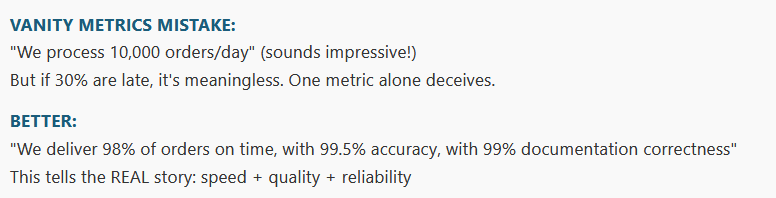 VANITY METRICS MISTAKE:
"We process 10,000 orders/day" (sounds impressive!)
But if 30% are late, it's meaningless. One metric alone deceives.
BETTER:
"We deliver 98% of orders on time, with 99.5% accuracy, with 99% documentation correctness"
This tells the REAL story: speed + quality + reliability